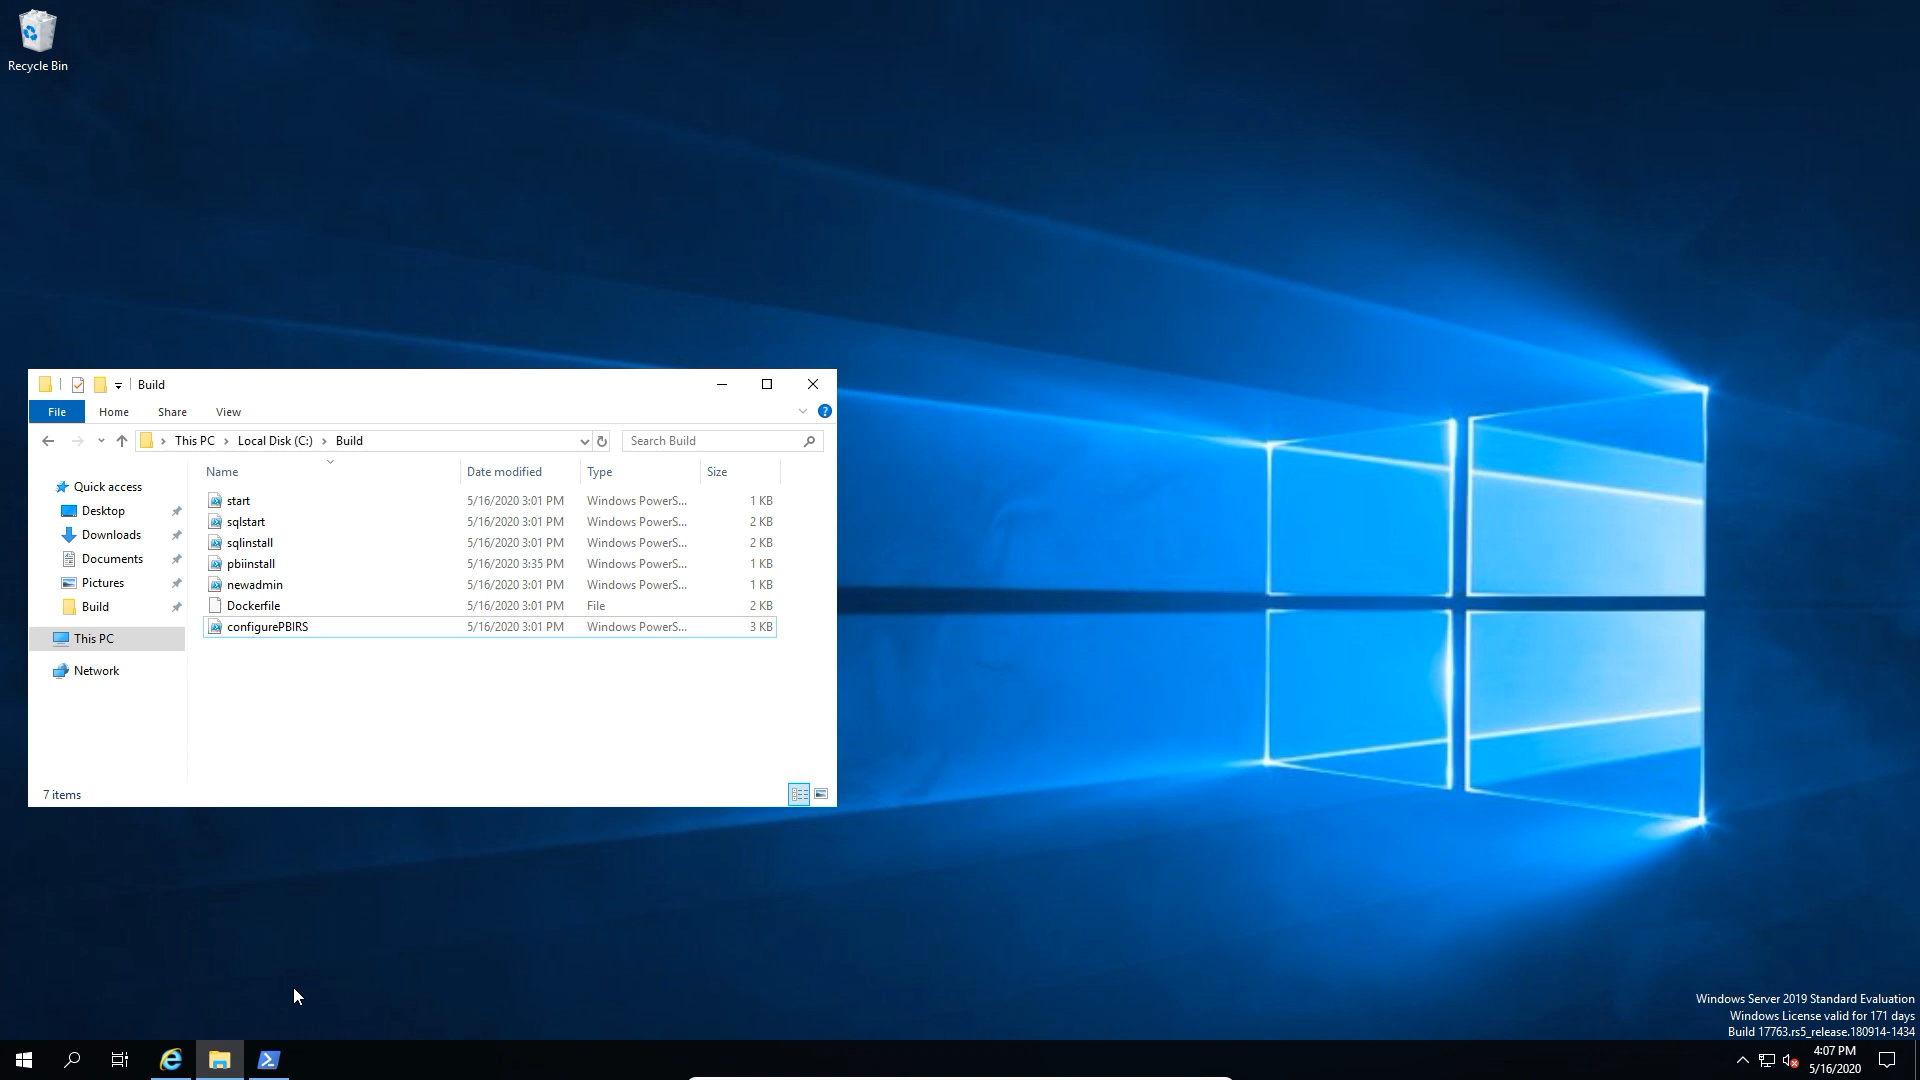 Recycle Bin
Build
File Home Share View
This PC Local Disk (C:) Build Search Build
Name Date modified Type Size
Quick access
Desktop
Downloads
Documents
Pictures
Build
This PC
Network
start 5/16/2020 3:01 PM Windows PowerS... 1 KB
sqlstart 5/16/2020 3:01 PM Windows PowerS... 2 KB
sqlinstall 5/16/2020 3:01 PM Windows PowerS... 2 KB
pbiinstall 5/16/2020 3:35 PM Windows PowerS... 1 KB
newadmin 5/16/2020 3:01 PM Windows PowerS... 1 KB
Dockerfile 5/16/2020 3:01 PM File 2 KB
configurePBIRS 5/16/2020 3:01 PM Windows PowerS... 3 KB
7 items
Windows Server 2019 Standard Evaluation
Windows License valid for 171 days
Build 17763.rs5_release.180914-1434
4:07 PM
5/16/2020